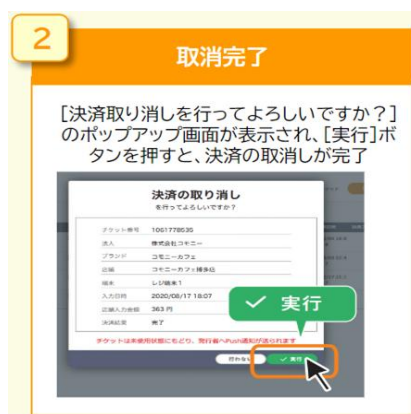 2
取消完了
[決済取り消しを行ってよろしいですか?]
のポップアップ画面が表示され、[実行]ボ
タンを押すと、決済の取消しが完了
決済の取り消し
を行ってよろしいですか?
チケット番号 1061778535
法人 株式会社コモニー
ブランド コモニーカフェ
店舗 コモニーカフェ博多店
端末 レジ端末1
入力日時 2020/08/17 18:07
店舗入力金額 363 円
決済結果 完了
✓ 実行
チケットは未使用状態にもどり、発行者へPush通知が送られます
行わない ✓ 実行